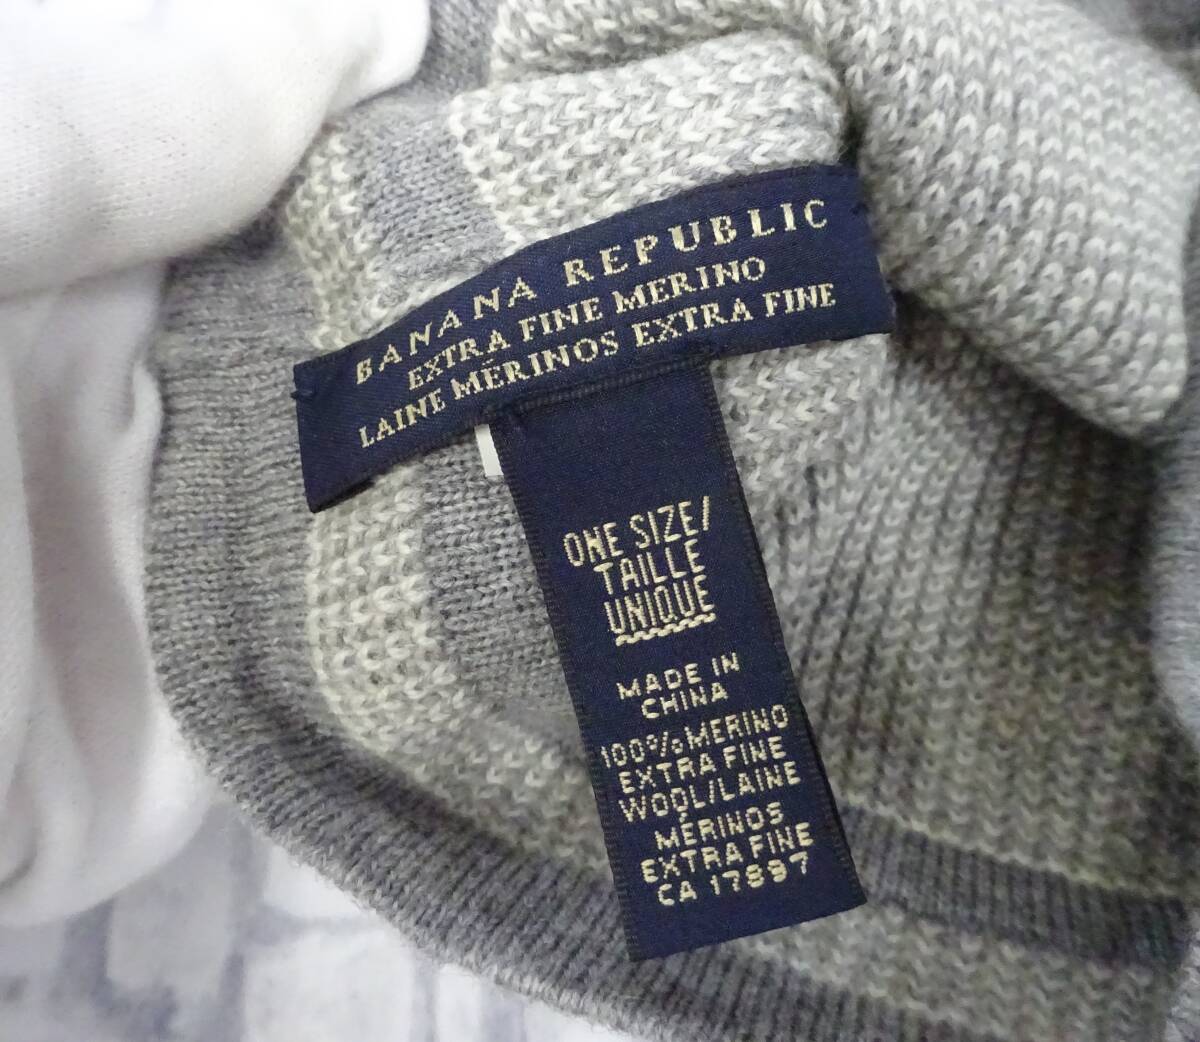 BANANA REPUBLIC
EXTRA FINE MERINO
LAINE MÉRINOS EXTRA FINE
ONE SIZE/
TAILLE
UNIQUE
MADE IN
CHINA
100% MERINO
EXTRA FINE
WOOL/LAINE
MÉRINOS
EXTRA FINE
CA 17897